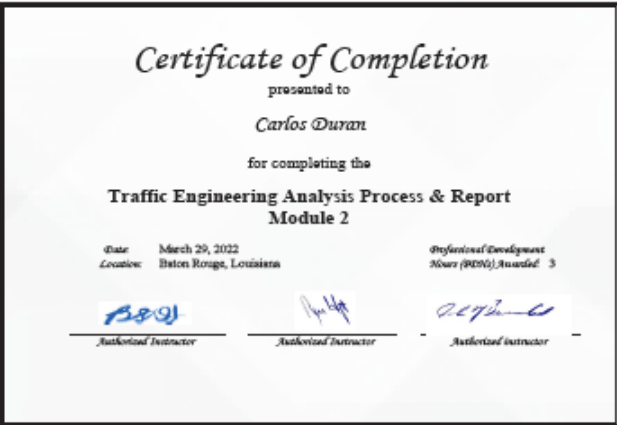 Certificate of Completion
presented to
Carlos Duran
for completing the
Traffic Engineering Analysis Process & Report
Module 2
Date: March 29, 2022
Location: Baton Rouge, Louisiana
Professional Development
Hours (PDHs) Awarded: 3
Authorized Instructor
Authorized Instructor
Authorized instructor